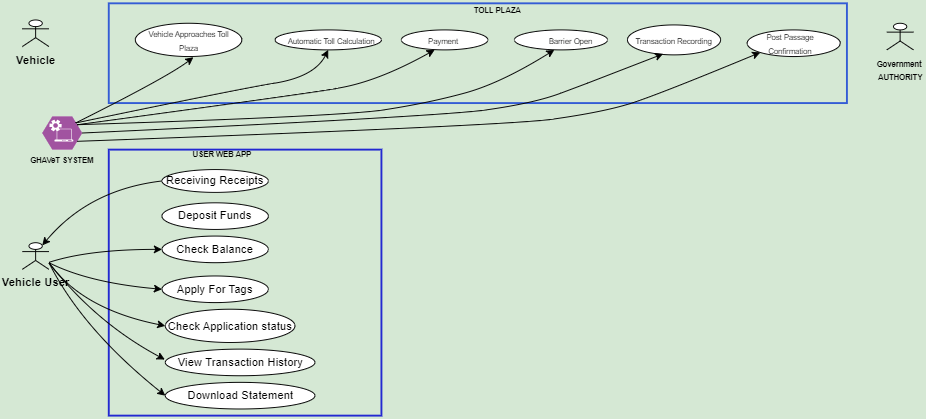 TOLL PLAZA
Vehicle Approaches Toll
Plaza
Automatic Toll Calculation
Payment
Barrier Open
Transaction Recording
Post Passage
Confirmation
Vehicle
Government
AUTHORITY
GHAVeT SYSTEM
USER WEB APP
Receiving Receipts
Deposit Funds
Check Balance
Apply For Tags
Check Application status
View Transaction History
Download Statement
Vehicle User